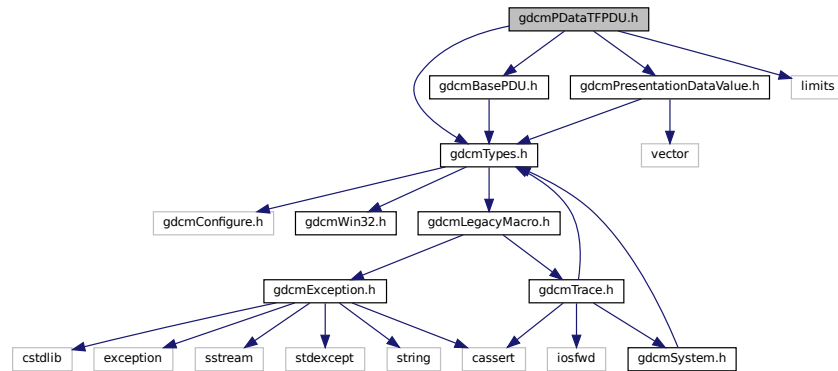 gdcmPDataTFPDU.h
gdcmBasePDU.h
gdcmPresentationDataValue.h
limits
gdcmTypes.h
vector
gdcmConfigure.h
gdcmWin32.h
gdcmLegacyMacro.h
gdcmException.h
gdcmTrace.h
cstdlib
exception
sstream
stdexcept
string
cassert
iosfwd
gdcmSystem.h